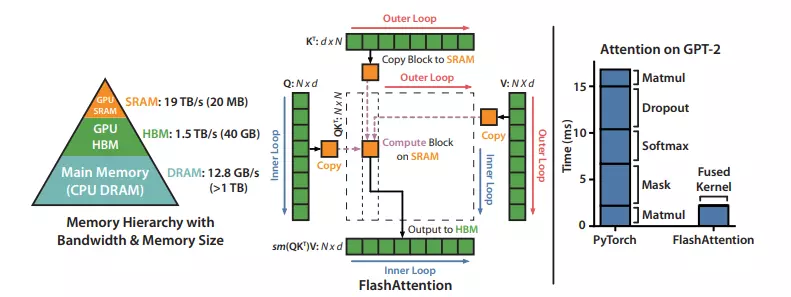 GPU
SRAM
SRAM: 19 TB/s (20 MB)
GPU
HBM
HBM: 1.5 TB/s (40 GB)
Main Memory
(CPU DRAM)
DRAM: 12.8 GB/s
(>1 TB)
Memory Hierarchy with
Bandwidth & Memory Size
Outer Loop
Kᵀ: d x N
Copy Block to SRAM
Outer Loop
Q: N x d
V: N x d
QKᵀ: N x N
Copy
Compute Block
on SRAM
Copy
Inner Loop
Inner Loop
Outer Loop
Output to HBM
sm(QKᵀ)V: N x d
Inner Loop
FlashAttention
Attention on GPT-2
Time (ms)
15
10
5
0
Matmul
Dropout
Softmax
Mask
Matmul
Fused
Kernel
PyTorch
FlashAttention